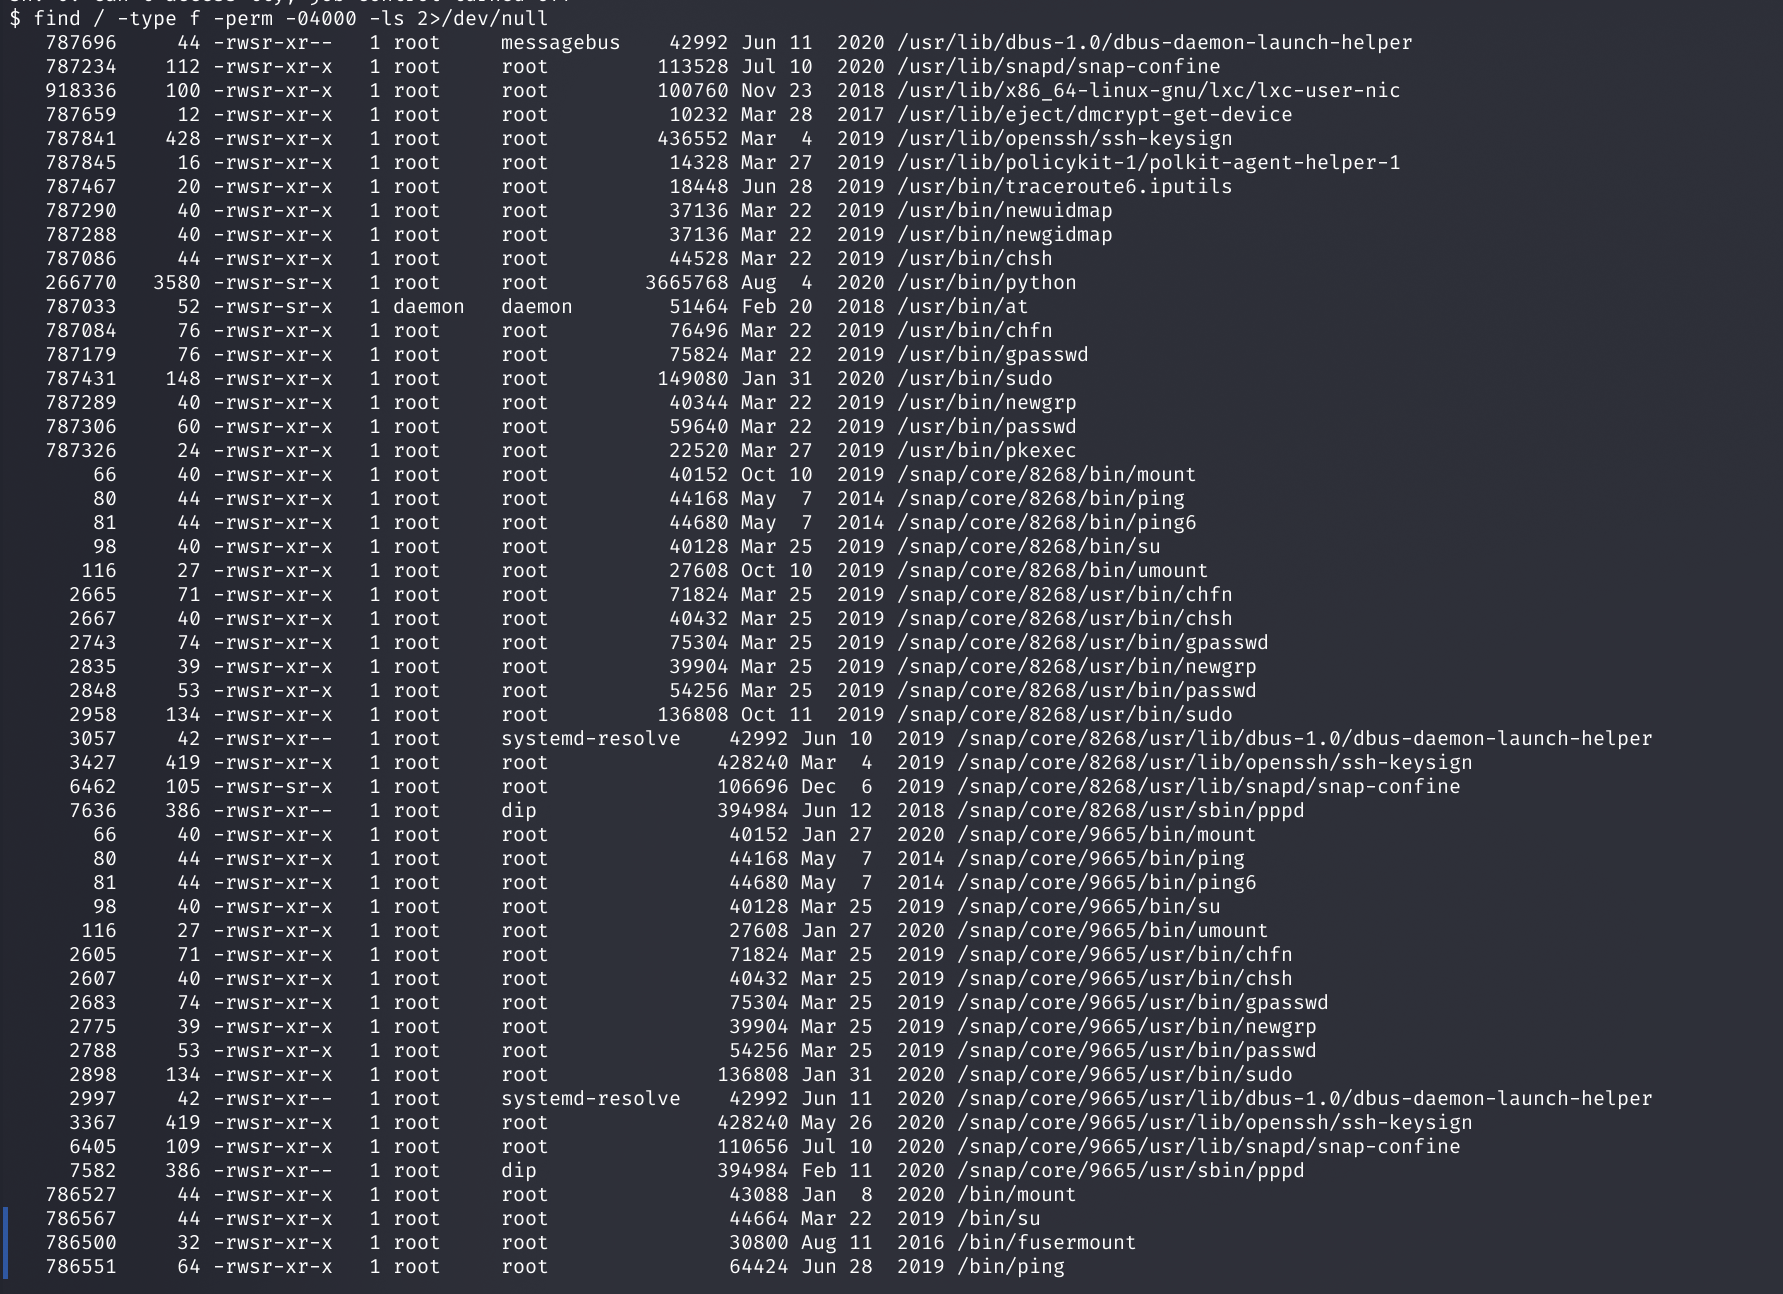 $ find / -type f -perm -04000 -ls 2>/dev/null
787696 44 -rwsr-xr-- 1 root messagebus 42992 Jun 11 2020 /usr/lib/dbus-1.0/dbus-daemon-launch-helper
787234 112 -rwsr-xr-x 1 root root 113528 Jul 10 2020 /usr/lib/snapd/snap-confine
918336 100 -rwsr-xr-x 1 root root 100760 Nov 23 2018 /usr/lib/x86_64-linux-gnu/lxc/lxc-user-nic
787659 12 -rwsr-xr-x 1 root root 10232 Mar 28 2017 /usr/lib/eject/dmcrypt-get-device
787841 428 -rwsr-xr-x 1 root root 436552 Mar 4 2019 /usr/lib/openssh/ssh-keysign
787845 16 -rwsr-xr-x 1 root root 14328 Mar 27 2019 /usr/lib/policykit-1/polkit-agent-helper-1
787467 20 -rwsr-xr-x 1 root root 18448 Jun 28 2019 /usr/bin/traceroute6.iputils
787290 40 -rwsr-xr-x 1 root root 37136 Mar 22 2019 /usr/bin/newuidmap
787288 40 -rwsr-xr-x 1 root root 37136 Mar 22 2019 /usr/bin/newgidmap
787086 44 -rwsr-xr-x 1 root root 44528 Mar 22 2019 /usr/bin/chsh
266770 3580 -rwsr-sr-x 1 root root 3665768 Aug 4 2020 /usr/bin/python
787033 52 -rwsr-sr-x 1 daemon daemon 51464 Feb 20 2018 /usr/bin/at
787084 76 -rwsr-xr-x 1 root root 76496 Mar 22 2019 /usr/bin/chfn
787179 76 -rwsr-xr-x 1 root root 75824 Mar 22 2019 /usr/bin/gpasswd
787431 148 -rwsr-xr-x 1 root root 149080 Jan 31 2020 /usr/bin/sudo
787289 40 -rwsr-xr-x 1 root root 40344 Mar 22 2019 /usr/bin/newgrp
787306 60 -rwsr-xr-x 1 root root 59640 Mar 22 2019 /usr/bin/passwd
787326 24 -rwsr-xr-x 1 root root 22520 Mar 27 2019 /usr/bin/pkexec
66 40 -rwsr-xr-x 1 root root 40152 Oct 10 2019 /snap/core/8268/bin/mount
80 44 -rwsr-xr-x 1 root root 44168 May 7 2014 /snap/core/8268/bin/ping
81 44 -rwsr-xr-x 1 root root 44680 May 7 2014 /snap/core/8268/bin/ping6
98 40 -rwsr-xr-x 1 root root 40128 Mar 25 2019 /snap/core/8268/bin/su
116 27 -rwsr-xr-x 1 root root 27608 Oct 10 2019 /snap/core/8268/bin/umount
2665 71 -rwsr-xr-x 1 root root 71824 Mar 25 2019 /snap/core/8268/usr/bin/chfn
2667 40 -rwsr-xr-x 1 root root 40432 Mar 25 2019 /snap/core/8268/usr/bin/chsh
2743 74 -rwsr-xr-x 1 root root 75304 Mar 25 2019 /snap/core/8268/usr/bin/gpasswd
2835 39 -rwsr-xr-x 1 root root 39904 Mar 25 2019 /snap/core/8268/usr/bin/newgrp
2848 53 -rwsr-xr-x 1 root root 54256 Mar 25 2019 /snap/core/8268/usr/bin/passwd
2958 134 -rwsr-xr-x 1 root root 136808 Oct 11 2019 /snap/core/8268/usr/bin/sudo
3057 42 -rwsr-xr-- 1 root systemd-resolve 42992 Jun 10 2019 /snap/core/8268/usr/lib/dbus-1.0/dbus-daemon-launch-helper
3427 419 -rwsr-xr-x 1 root root 428240 Mar 4 2019 /snap/core/8268/usr/lib/openssh/ssh-keysign
6462 105 -rwsr-sr-x 1 root root 106696 Dec 6 2019 /snap/core/8268/usr/lib/snapd/snap-confine
7636 386 -rwsr-xr-- 1 root dip 394984 Jun 12 2018 /snap/core/8268/usr/sbin/pppd
66 40 -rwsr-xr-x 1 root root 40152 Jan 27 2020 /snap/core/9665/bin/mount
80 44 -rwsr-xr-x 1 root root 44168 May 7 2014 /snap/core/9665/bin/ping
81 44 -rwsr-xr-x 1 root root 44680 May 7 2014 /snap/core/9665/bin/ping6
98 40 -rwsr-xr-x 1 root root 40128 Mar 25 2019 /snap/core/9665/bin/su
116 27 -rwsr-xr-x 1 root root 27608 Jan 27 2020 /snap/core/9665/bin/umount
2605 71 -rwsr-xr-x 1 root root 71824 Mar 25 2019 /snap/core/9665/usr/bin/chfn
2607 40 -rwsr-xr-x 1 root root 40432 Mar 25 2019 /snap/core/9665/usr/bin/chsh
2683 74 -rwsr-xr-x 1 root root 75304 Mar 25 2019 /snap/core/9665/usr/bin/gpasswd
2775 39 -rwsr-xr-x 1 root root 39904 Mar 25 2019 /snap/core/9665/usr/bin/newgrp
2788 53 -rwsr-xr-x 1 root root 54256 Mar 25 2019 /snap/core/9665/usr/bin/passwd
2898 134 -rwsr-xr-x 1 root root 136808 Jan 31 2020 /snap/core/9665/usr/bin/sudo
2997 42 -rwsr-xr-- 1 root systemd-resolve 42992 Jun 11 2020 /snap/core/9665/usr/lib/dbus-1.0/dbus-daemon-launch-helper
3367 419 -rwsr-xr-x 1 root root 428240 May 26 2020 /snap/core/9665/usr/lib/openssh/ssh-keysign
6405 109 -rwsr-xr-x 1 root root 110656 Jul 10 2020 /snap/core/9665/usr/lib/snapd/snap-confine
7582 386 -rwsr-xr-- 1 root dip 394984 Feb 11 2020 /snap/core/9665/usr/sbin/pppd
786527 44 -rwsr-xr-x 1 root root 43088 Jan 8 2020 /bin/mount
786567 44 -rwsr-xr-x 1 root root 44664 Mar 22 2019 /bin/su
786500 32 -rwsr-xr-x 1 root root 30800 Aug 11 2016 /bin/fusermount
786551 64 -rwsr-xr-x 1 root root 64424 Jun 28 2019 /bin/ping